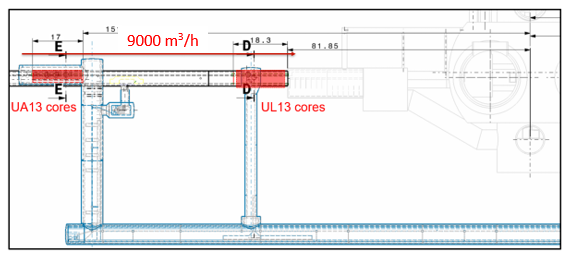 E
15
9000 m³/h
D
17
18.3
81.85
E
D
UA13 cores
UL13 cores